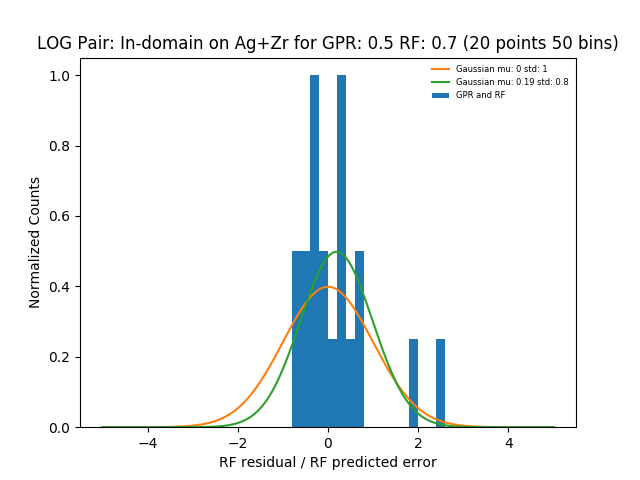 LOG Pair: In-domain on Ag+Zr for GPR: 0.5 RF: 0.7 (20 points 50 bins)
Gaussian mu: 0 std: 1
Gaussian mu: 0.19 std: 0.8
GPR and RF
Normalized Counts
1.0
0.8
0.6
0.4
0.2
0.0
−4
−2
0
2
4
RF residual / RF predicted error